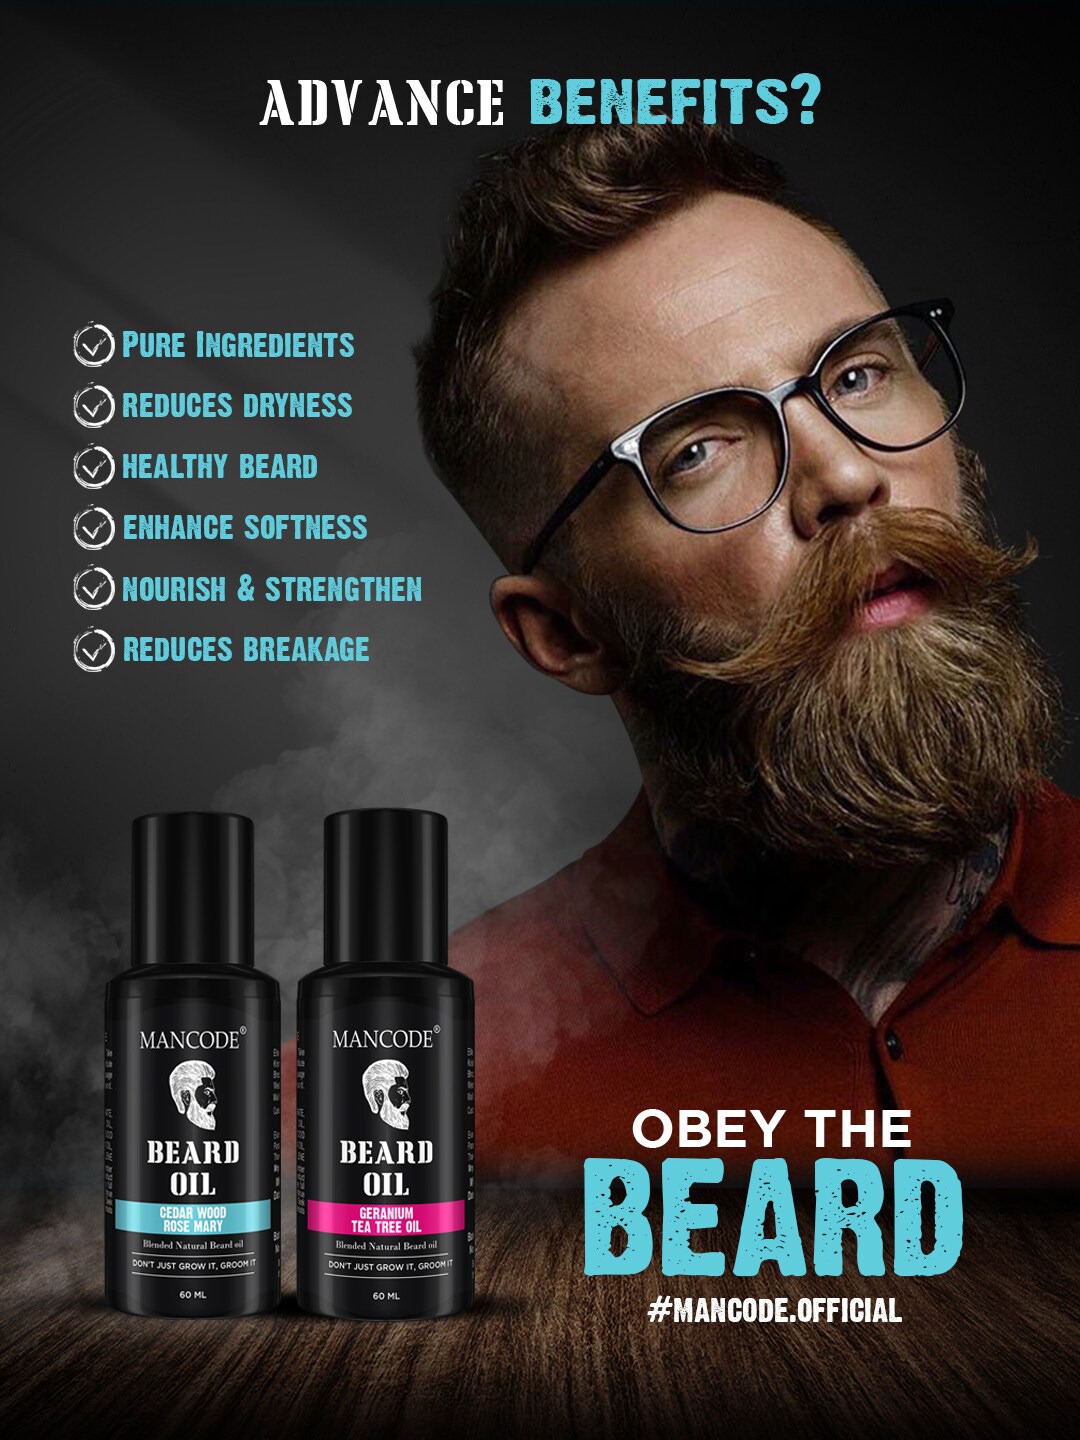 ADVANCE BENEFITS?
PURE INGREDIENTS
REDUCES DRYNESS
HEALTHY BEARD
ENHANCE SOFTNESS
NOURISH & STRENGTHEN
REDUCES BREAKAGE
MANCODE®
BEARD
OIL
CEDAR WOOD
ROSE MARY
Blended Natural Beard oil
DON'T JUST GROW IT, GROOM IT
60 ML
MANCODE®
BEARD
OIL
GERANIUM
TEA TREE OIL
Blended Natural Beard oil
DON'T JUST GROW IT, GROOM IT
60 ML
OBEY THE
BEARD
#MANCODE.OFFICIAL